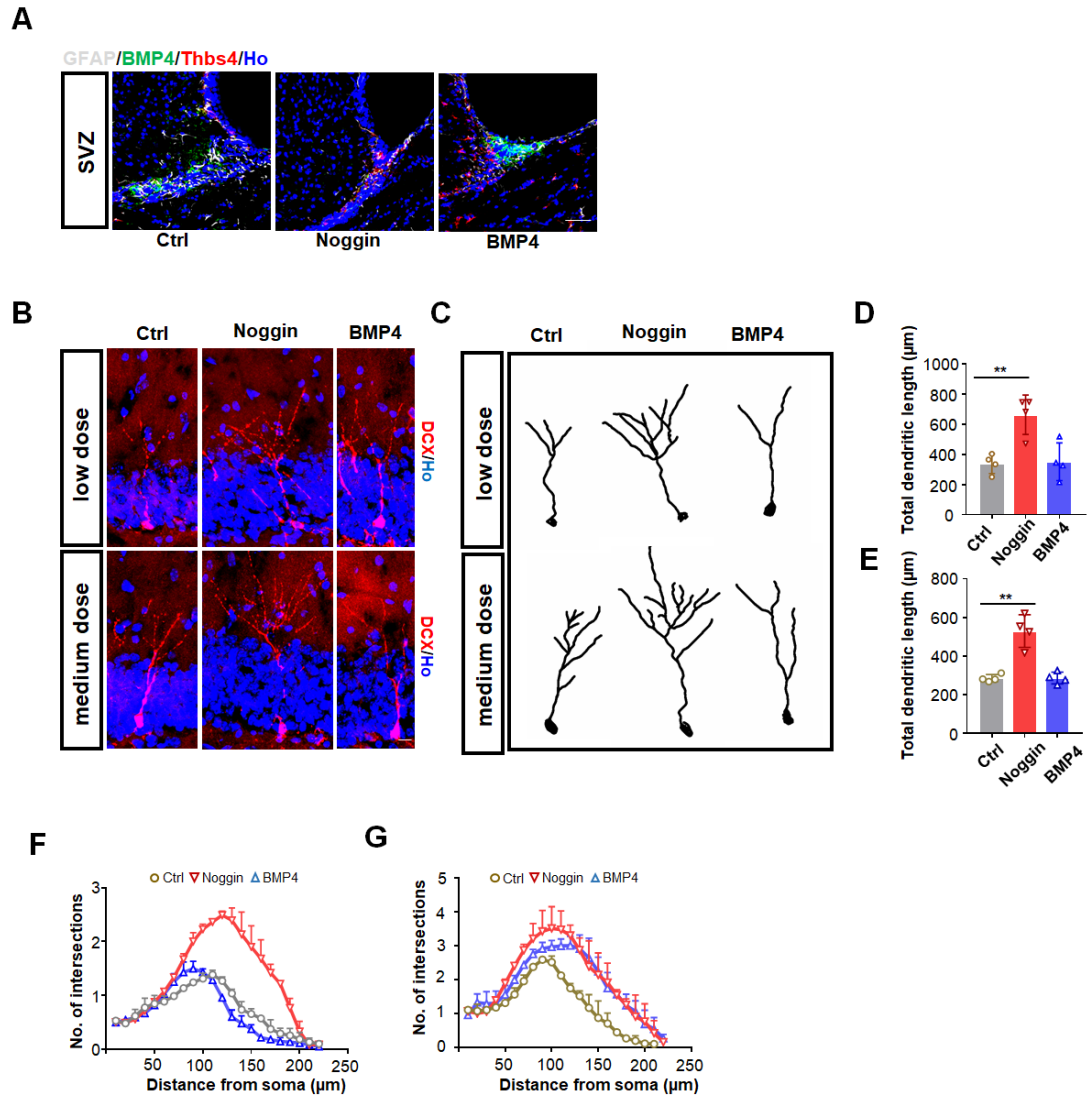 A
GFAP/BMP4/Thbs4/Ho
SVZ
Ctrl
Noggin
BMP4
B
Ctrl
Noggin
BMP4
low dose
DCX/Ho
medium dose
DCX/Ho
C
Ctrl
Noggin
BMP4
low dose
medium dose
D
Total dendritic length (µm)
1000
800
600
400
200
0
**
Ctrl
Noggin
BMP4
E
Total dendritic length (µm)
800
600
400
200
0
**
Ctrl
Noggin
BMP4
F
Ctrl Noggin BMP4
No. of intersections
3
2
1
0
50 100 150 200 250
Distance from soma (µm)
G
Ctrl Noggin BMP4
No. of intersections
5
4
3
2
1
0
50 100 150 200 250
Distance from soma (µm)